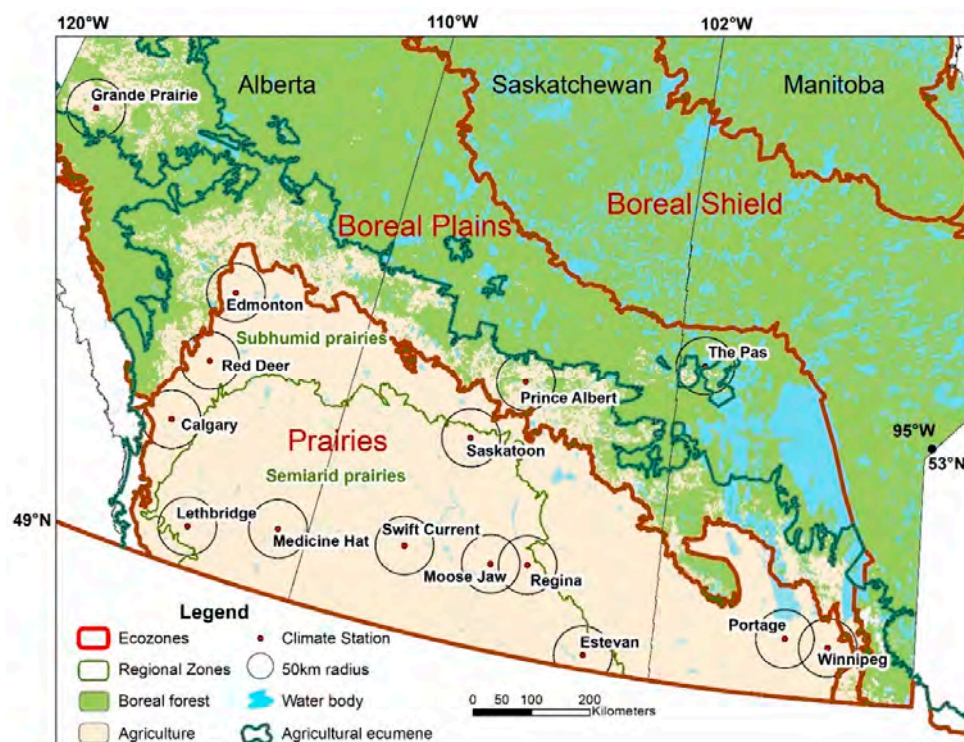 120°W
110°W
102°W
Alberta
Saskatchewan
Manitoba
Grande Prairie
Boreal Plains
Boreal Shield
Edmonton
Subhumid prairies
Red Deer
The Pas
Prince Albert
Calgary
Prairies
Saskatoon
95°W
53°N
Semiarid prairies
49°N
Lethbridge
Medicine Hat
Swift Current
Moose Jaw
Regina
Portage
Estevan
Winnipeg
Legend
Ecozones
Climate Station
Regional Zones
50km radius
Boreal forest
Water body
Agriculture
Agricultural ecumene
0 50 100 200
Kilometers